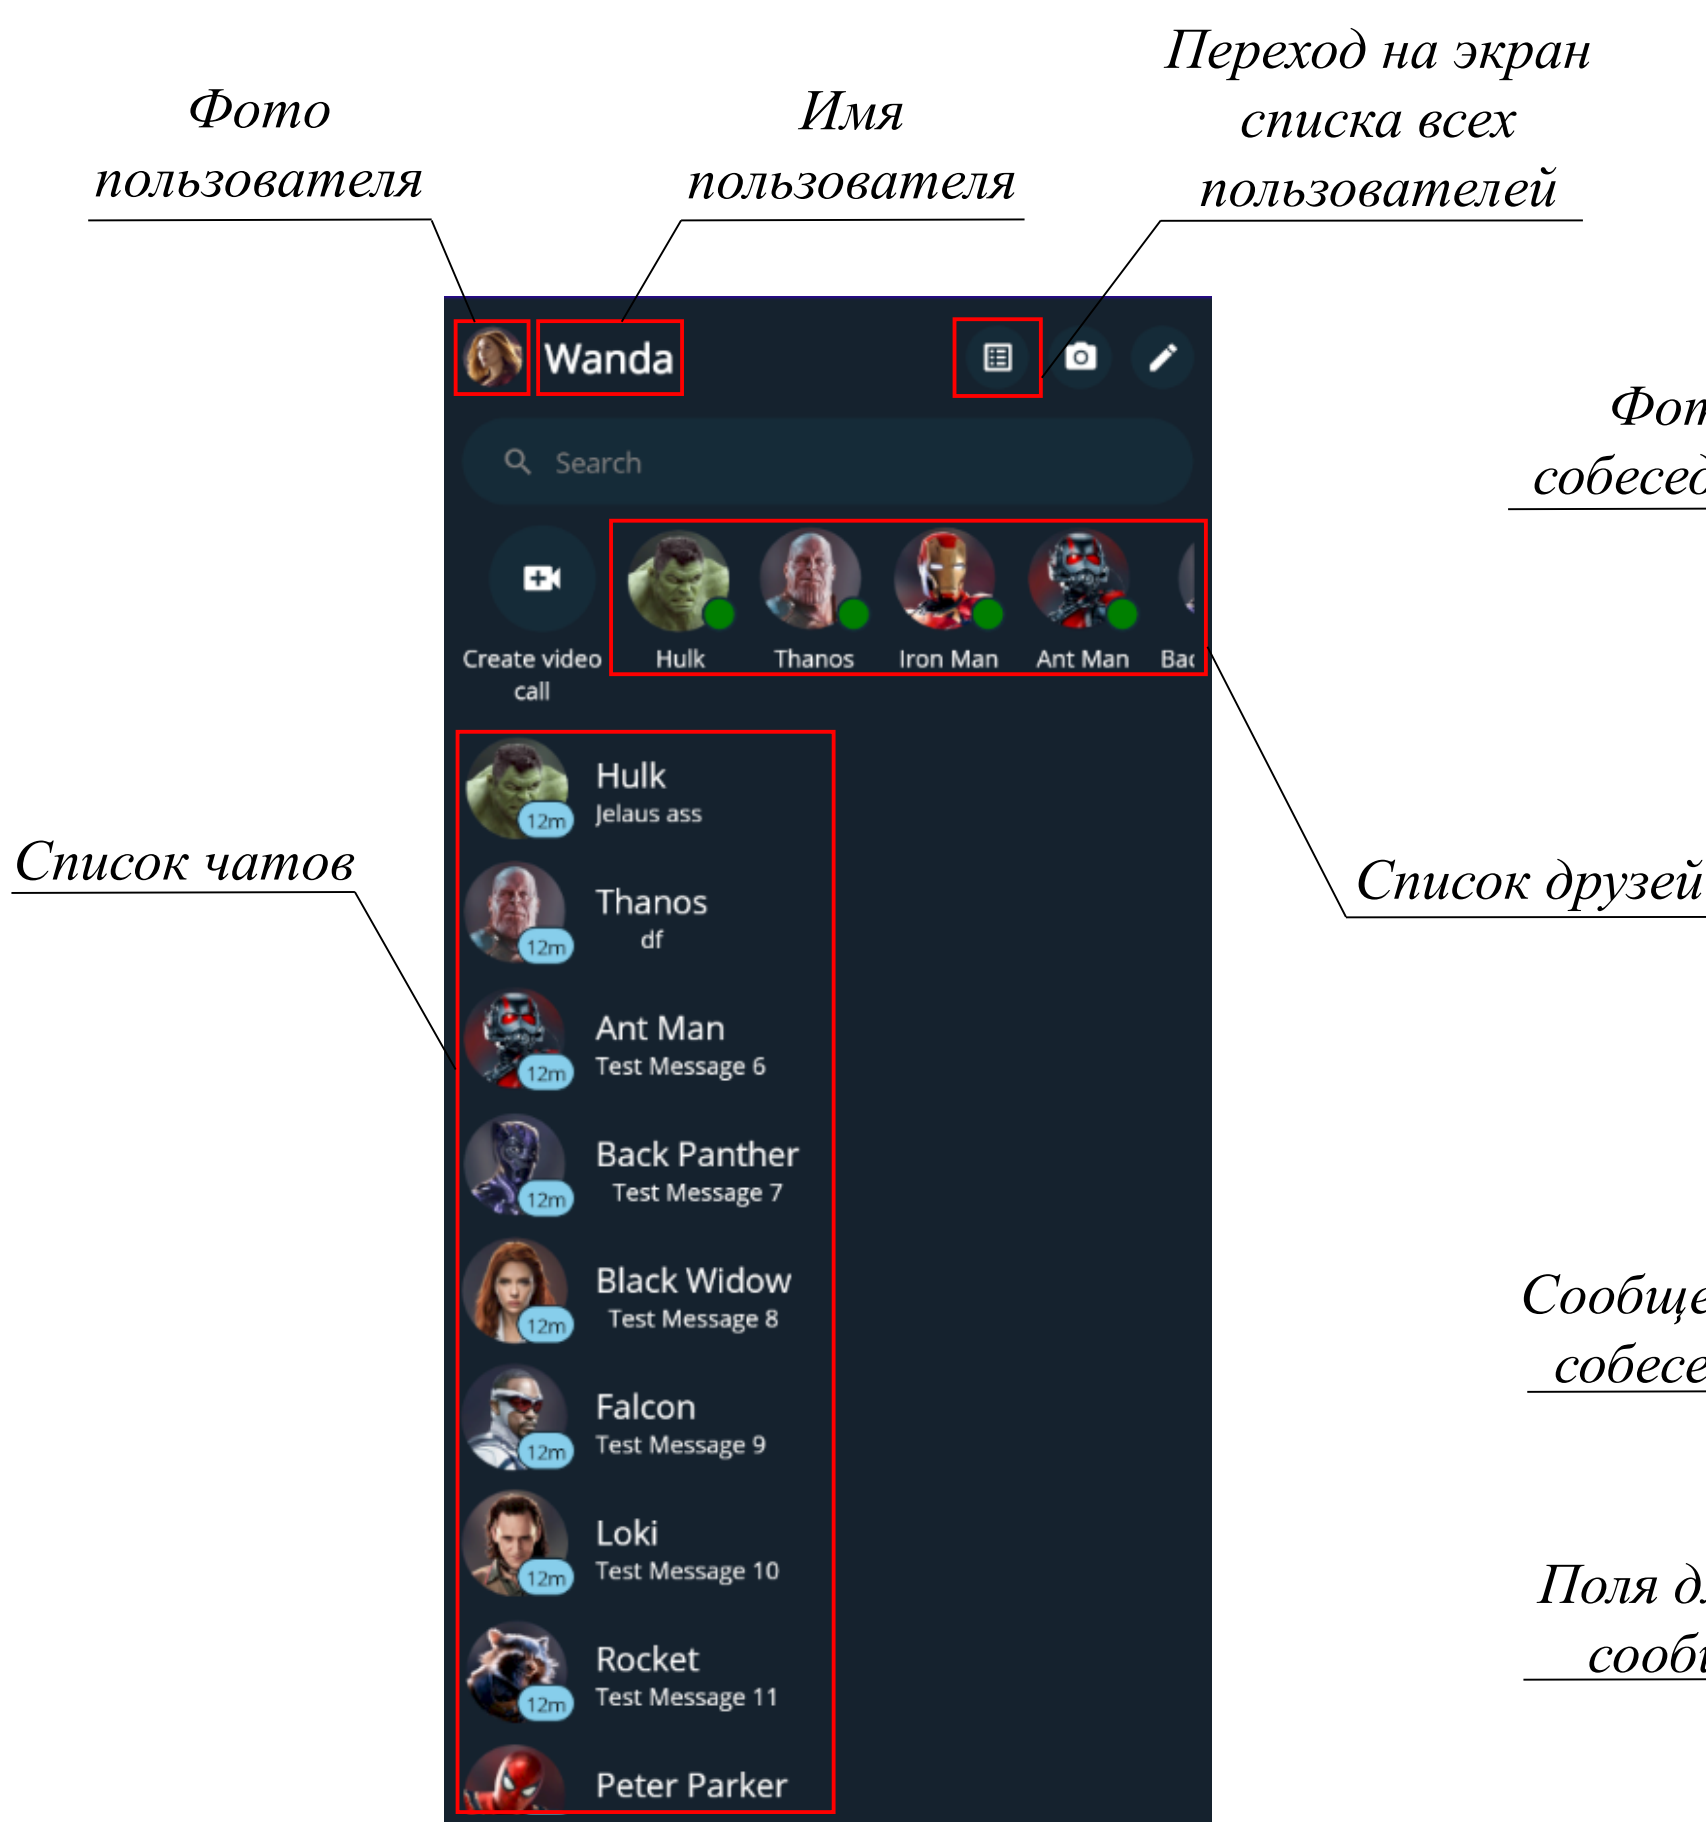 Переход на экран
списка всех
пользователей
Фото
пользователя
Имя
пользователя
Wanda
Search
Create video
call
Hulk
Thanos
Iron Man
Ant Man
Список чатов
Hulk
Jelaus ass
12m
Thanos
df
12m
Ant Man
Test Message 6
12m
Back Panther
Test Message 7
12m
Black Widow
Test Message 8
12m
Falcon
Test Message 9
12m
Loki
Test Message 10
12m
Rocket
Test Message 11
12m
Peter Parker
Список друзей
Поля